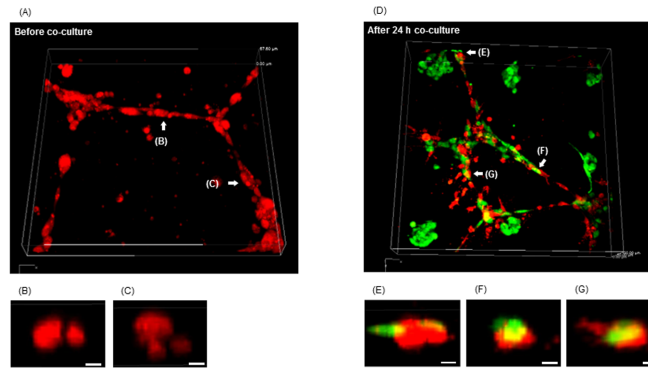 (A)
Before co-culture
(B)
(C)
(D)
After 24 h co-culture
(E)
(F)
(G)
(B)
(C)
(E)
(F)
(G)